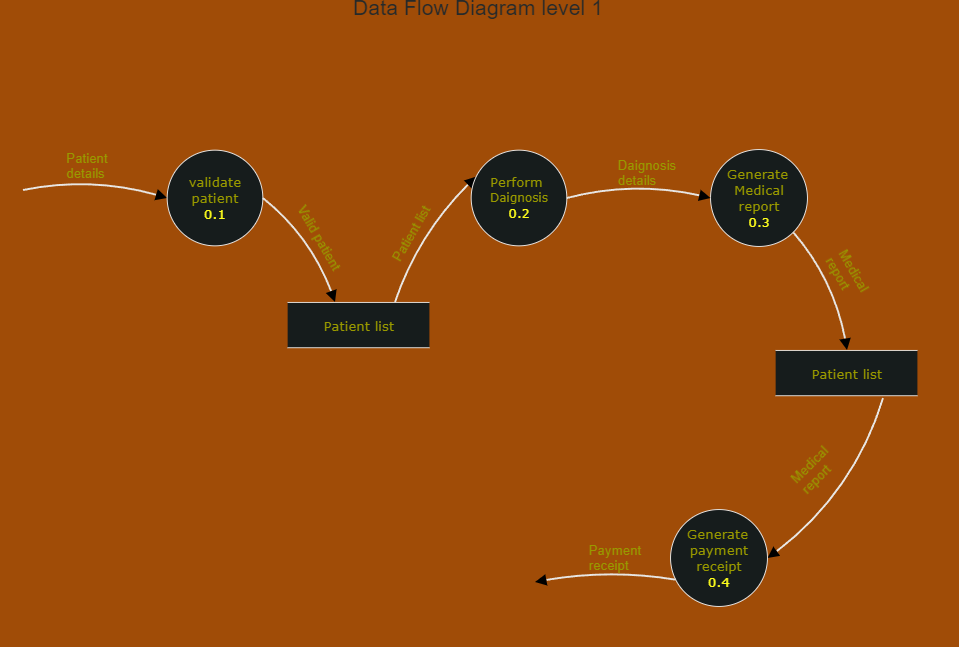 Data Flow Diagram level 1
Patient
details
validate
patient
0.1
Valid patient
Patient list
Patient list
Perform
Daignosis
0.2
Daignosis
details
Generate
Medical
report
0.3
Medical
report
Patient list
Medical
report
Generate
payment
receipt
0.4
Payment
receipt